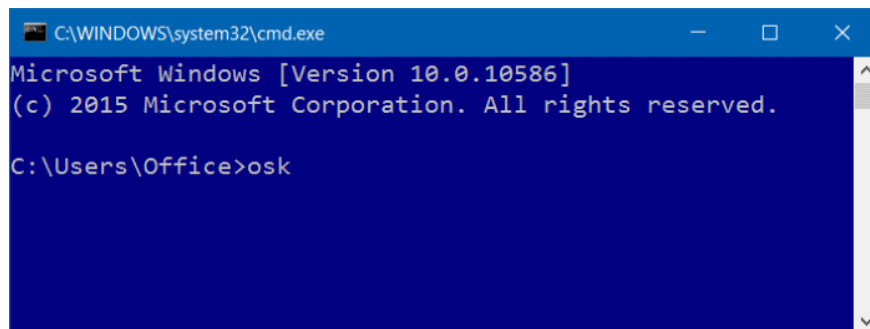 C:\WINDOWS\system32\cmd.exe
Microsoft Windows [Version 10.0.10586]
(c) 2015 Microsoft Corporation. All rights reserved.
C:\Users\Office>osk